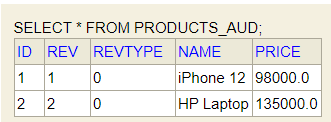 SELECT * FROM PRODUCTS_AUD;
ID REV REVTYPE NAME PRICE
1 1 0 iPhone 12 98000.0
2 2 0 HP Laptop 135000.0